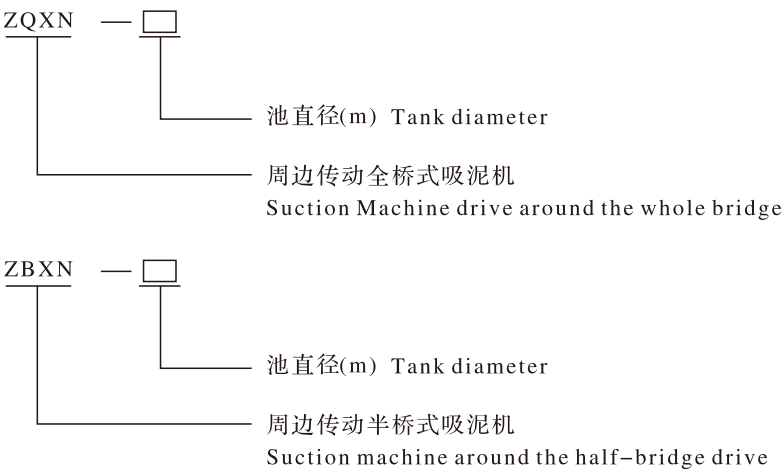 ZQXN — □
池直径(m) Tank diameter
周边传动全桥式吸泥机
Suction Machine drive around the whole bridge
ZBXN — □
池直径(m) Tank diameter
周边传动半桥式吸泥机
Suction machine around the half-bridge drive